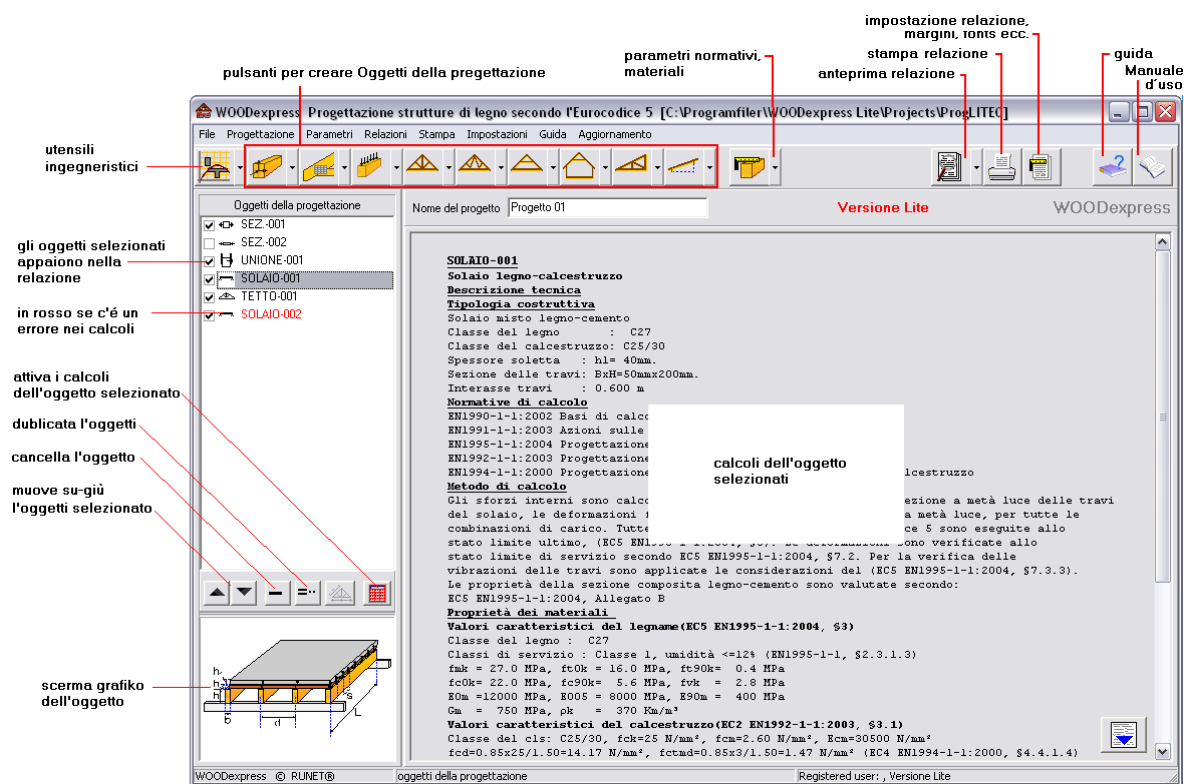 impostazione relazione,
margini, fonts ecc.
stampa relazione
anteprima relazione
parametri normativi,
materiali
guida
Manuale
d'uso
pulsanti per creare Oggetti della pregettazione
WOODexpress Progettazione strutture di legno secondo l'Eurocodice 5 [C:\Programfiler\WOODexpress Lite\Projects\ProgLITEC]
File Progettazione Parametri Relazioni Stampa Impostazioni Guida Aggiornamento
utensili
ingegneristici
Oggetti della progettazione
Nome del progetto Progetto 01 Versione Lite WOODexpress
SEZ.-001
SEZ.-002
UNIONE-001
SOLAIO-001
TETTO-001
SOLAIO-002
gli oggetti selezionati
appaiono nella
relazione
in rosso se c'é un
errore nei calcoli
attiva i calcoli
dell'oggetto selezionato
dublicata l'oggetti
cancella l'oggetto
muove su-giù
l'oggetti selezionato
scerma grafiko
dell'oggetto
h
h
h
b
d
s
L
SOLAIO-001
Solaio legno-calcestruzzo
Descrizione tecnica
Tipologia costruttiva
Solaio misto legno-cemento
Classe del legno : C27
Classe del calcestruzzo: C25/30
Spessore soletta : hl= 40mm.
Sezione delle travi: BxH=50mmx200mm.
Interasse travi : 0.600 m
Normative di calcolo
EN1990-1-1:2002 Basi di calco
EN1991-1-1:2003 Azioni sulle
EN1995-1-1:2004 Progettazione
EN1992-1-1:2003 Progettazione
EN1994-1-1:2000 Progettazione calcestruzzo
calcoli dell'oggetto
selezionati
Metodo di calcolo
Gli sforzi interni sono calco ezione a metà luce delle travi
del solaio, le deformazioni a metà luce, per tutte le
combinazioni di carico. Tutte ce 5 sono eseguite allo
stato limite ultimo, (EC5 EN1995-1-1:2004, §6). Le deformazioni sono verificate allo
stato limite di servizio secondo EC5 EN1995-1-1:2004, §7.2. Per la verifica delle
vibrazioni delle travi sono applicate le considerazioni del (EC5 EN1995-1-1:2004, §7.3.3).
Le proprietà della sezione composita legno-cemento sono valutate secondo:
EC5 EN1995-1-1:2004, Allegato B
Proprietà dei materiali
Valori caratteristici del legname(EC5 EN1995-1-1:2004, §3)
Classe del legno : C27
Classi di servizio : Classe 1, umidità <=12% (EN1995-1-1, §2.3.1.3)
fmk = 27.0 MPa, ft0k = 16.0 MPa, ft90k= 0.4 MPa
fc0k= 22.0 MPa, fc90k= 5.6 MPa, fvk = 2.8 MPa
E0m =12000 MPa, E005 = 8000 MPa, E90m = 400 MPa
Gm = 750 MPa, ρk = 370 Km/m³
Valori caratteristici del calcestruzzo(EC2 EN1992-1-1:2003, §3.1)
Classe del cls: C25/30, fck=25 N/mm², fcm=2.60 N/mm², Ecm=30500 N/mm²
fcd=0.85x25/1.50=14.17 N/mm², fctmd=0.85x3/1.50=1.47 N/mm² (EC4 EN1994-1-1:2000, §4.4.1.4)
WOODexpress © RUNET® oggetti della progettazione Registered user: , Versione Lite